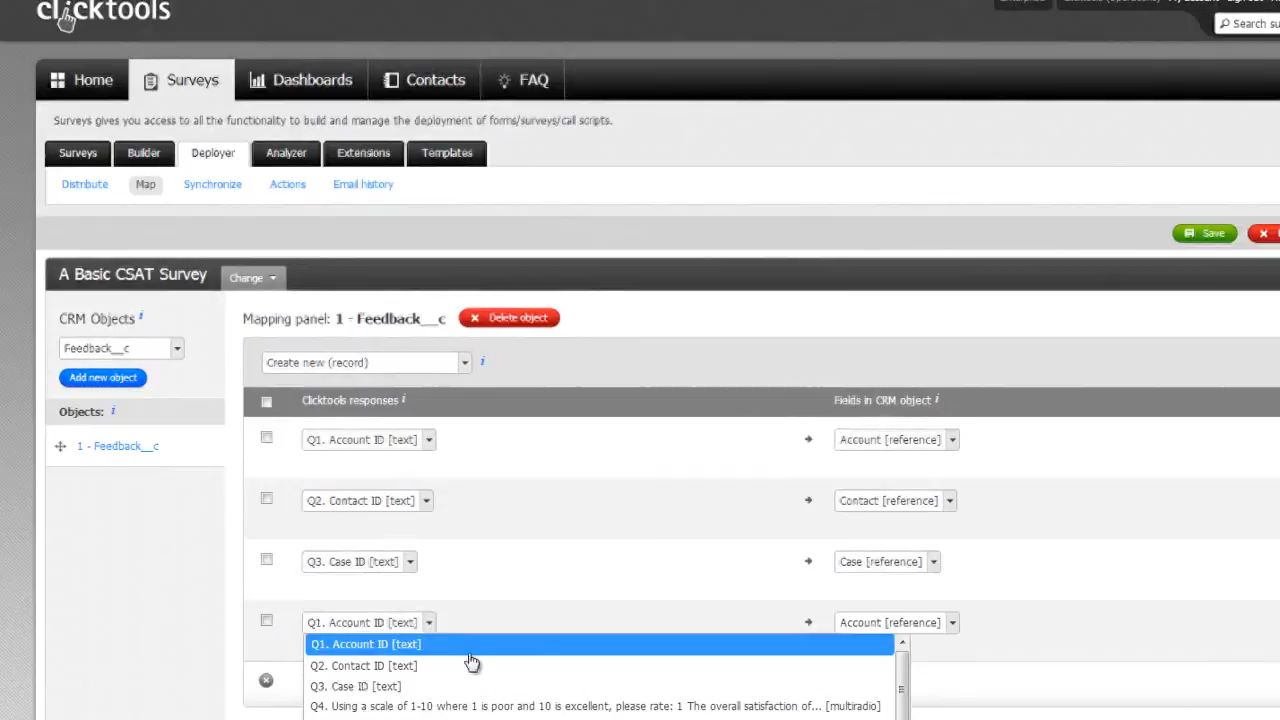 clicktools
Search su
Home Surveys Dashboards Contacts FAQ
Surveys gives you access to all the functionality to build and manage the deployment of forms/surveys/call scripts.
Surveys Builder Deployer Analyzer Extensions Templates
Distribute Map Synchronize Actions Email history
Save
A Basic CSAT Survey Change
CRM Objects i
Mapping panel: 1 - Feedback__c Delete object
Feedback__c
Create new (record) i
Add new object
Clicktools responses i Fields in CRM object i
Objects: i
Q1. Account ID [text] Account [reference]
1 - Feedback__c
Q2. Contact ID [text] Contact [reference]
Q3. Case ID [text] Case [reference]
Q1. Account ID [text] Account [reference]
Q1. Account ID [text]
Q2. Contact ID [text]
Q3. Case ID [text]
Q4. Using a scale of 1-10 where 1 is poor and 10 is excellent, please rate: 1 The overall satisfaction of... [multiradio]